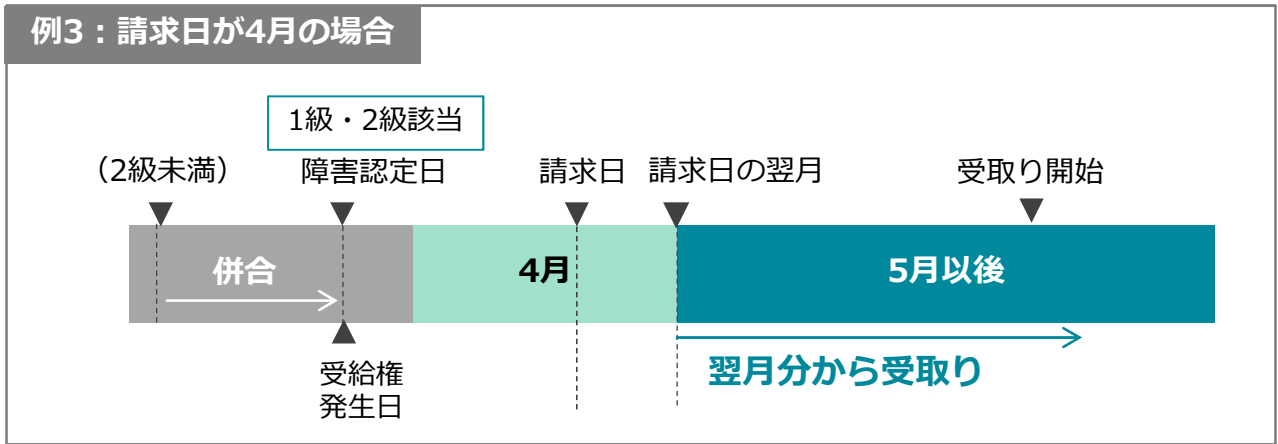 例3：請求日が4月の場合
1級・2級該当
（2級未満）
障害認定日
請求日
請求日の翌月
受取り開始
併合
4月
5月以後
翌月分から受取り
受給権
発生日